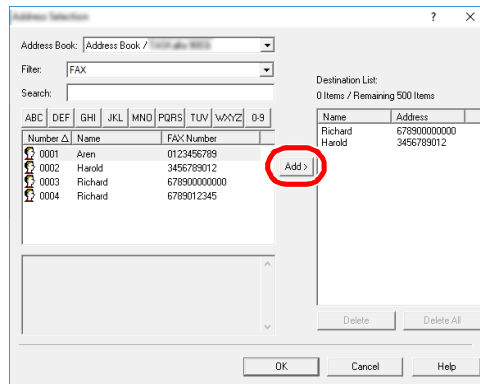 Address Selection
? X
Address Book: Address Book /
Filter: FAX
Search:
Destination List:
0 Items / Remaining 500 Items
ABC DEF GHI JKL MNO PQRS TUV WXYZ 0-9
Number Name FAX Number
0001 Aren 0123456789
0002 Harold 3456789012
0003 Richard 678900000000
0004 Richard 6789012345
Add >
Name Address
Richard 678900000000
Harold 3456789012
Delete Delete All
OK Cancel Help